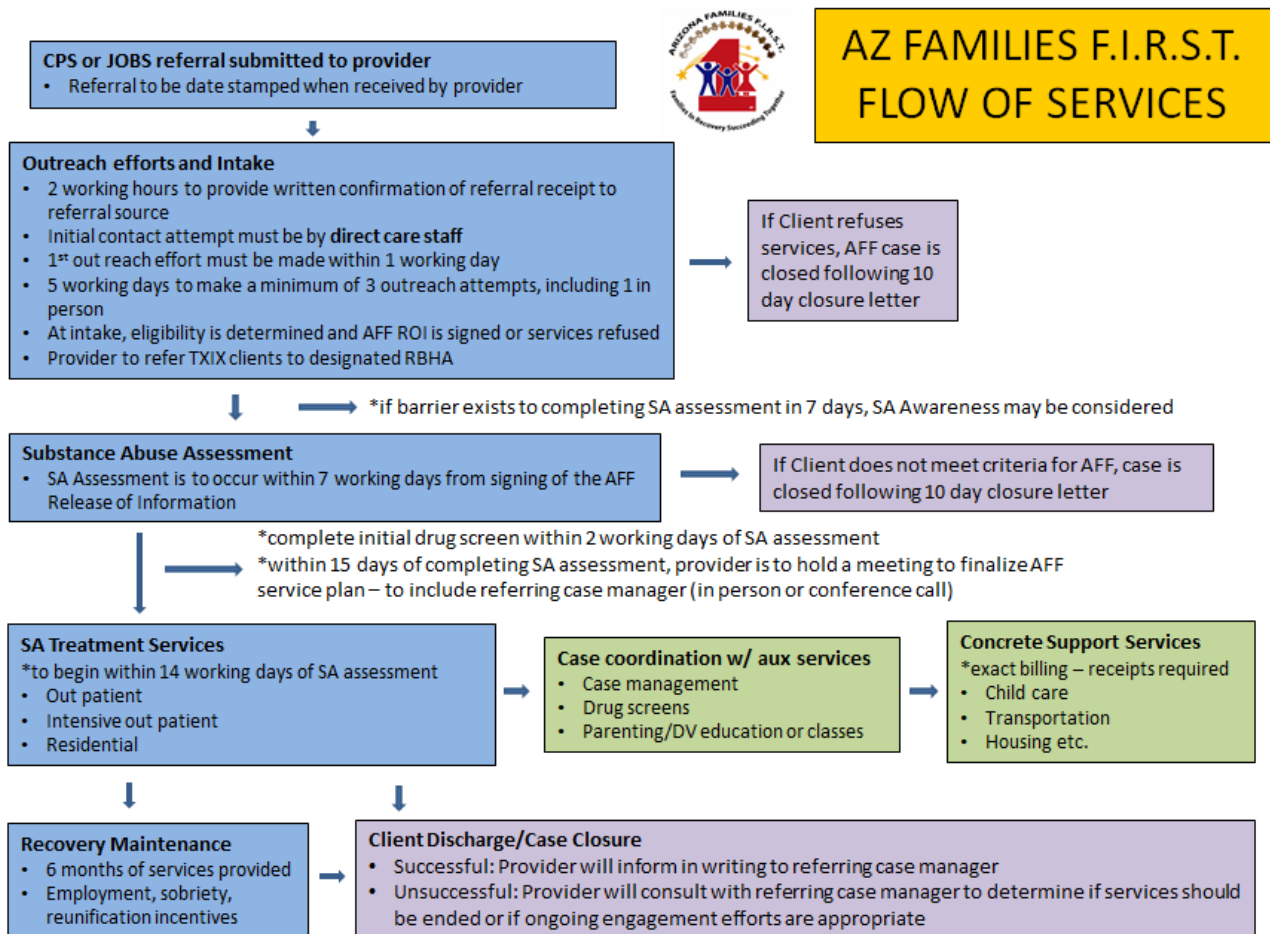 CPS or JOBS referral submitted to provider
• Referral to be date stamped when received by provider
ARIZONA FAMILIES F.I.R.S.T.
Families In Recovery Succeeding Together
AZ FAMILIES F.I.R.S.T.
FLOW OF SERVICES
Outreach efforts and Intake
• 2 working hours to provide written confirmation of referral receipt to
referral source
• Initial contact attempt must be by direct care staff
• 1st out reach effort must be made within 1 working day
• 5 working days to make a minimum of 3 outreach attempts, including 1 in
person
• At intake, eligibility is determined and AFF ROI is signed or services refused
• Provider to refer TXIX clients to designated RBHA
If Client refuses
services, AFF case is
closed following 10
day closure letter
*if barrier exists to completing SA assessment in 7 days, SA Awareness may be considered
Substance Abuse Assessment
• SA Assessment is to occur within 7 working days from signing of the AFF
Release of Information
If Client does not meet criteria for AFF, case is
closed following 10 day closure letter
*complete initial drug screen within 2 working days of SA assessment
*within 15 days of completing SA assessment, provider is to hold a meeting to finalize AFF
service plan – to include referring case manager (in person or conference call)
SA Treatment Services
*to begin within 14 working days of SA assessment
• Out patient
• Intensive out patient
• Residential
Case coordination w/ aux services
• Case management
• Drug screens
• Parenting/DV education or classes
Concrete Support Services
*exact billing – receipts required
• Child care
• Transportation
• Housing etc.
Recovery Maintenance
• 6 months of services provided
• Employment, sobriety,
reunification incentives
Client Discharge/Case Closure
• Successful: Provider will inform in writing to referring case manager
• Unsuccessful: Provider will consult with referring case manager to determine if services should
be ended or if ongoing engagement efforts are appropriate